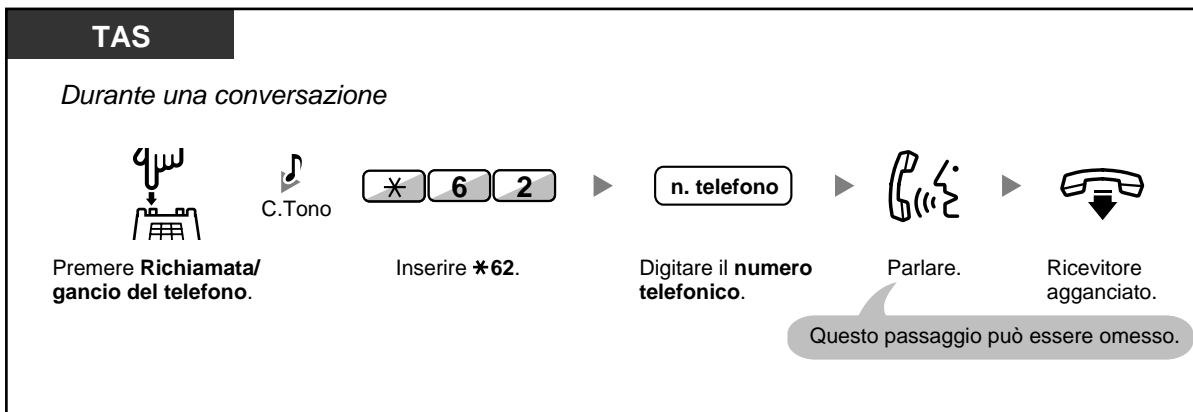 TAS
Durante una conversazione
C.Tono
* 6 2
n. telefono
Premere Richiamata/
gancio del telefono.
Inserire *62.
Digitare il numero
telefonico.
Parlare.
Ricevitore
agganciato.
Questo passaggio può essere omesso.